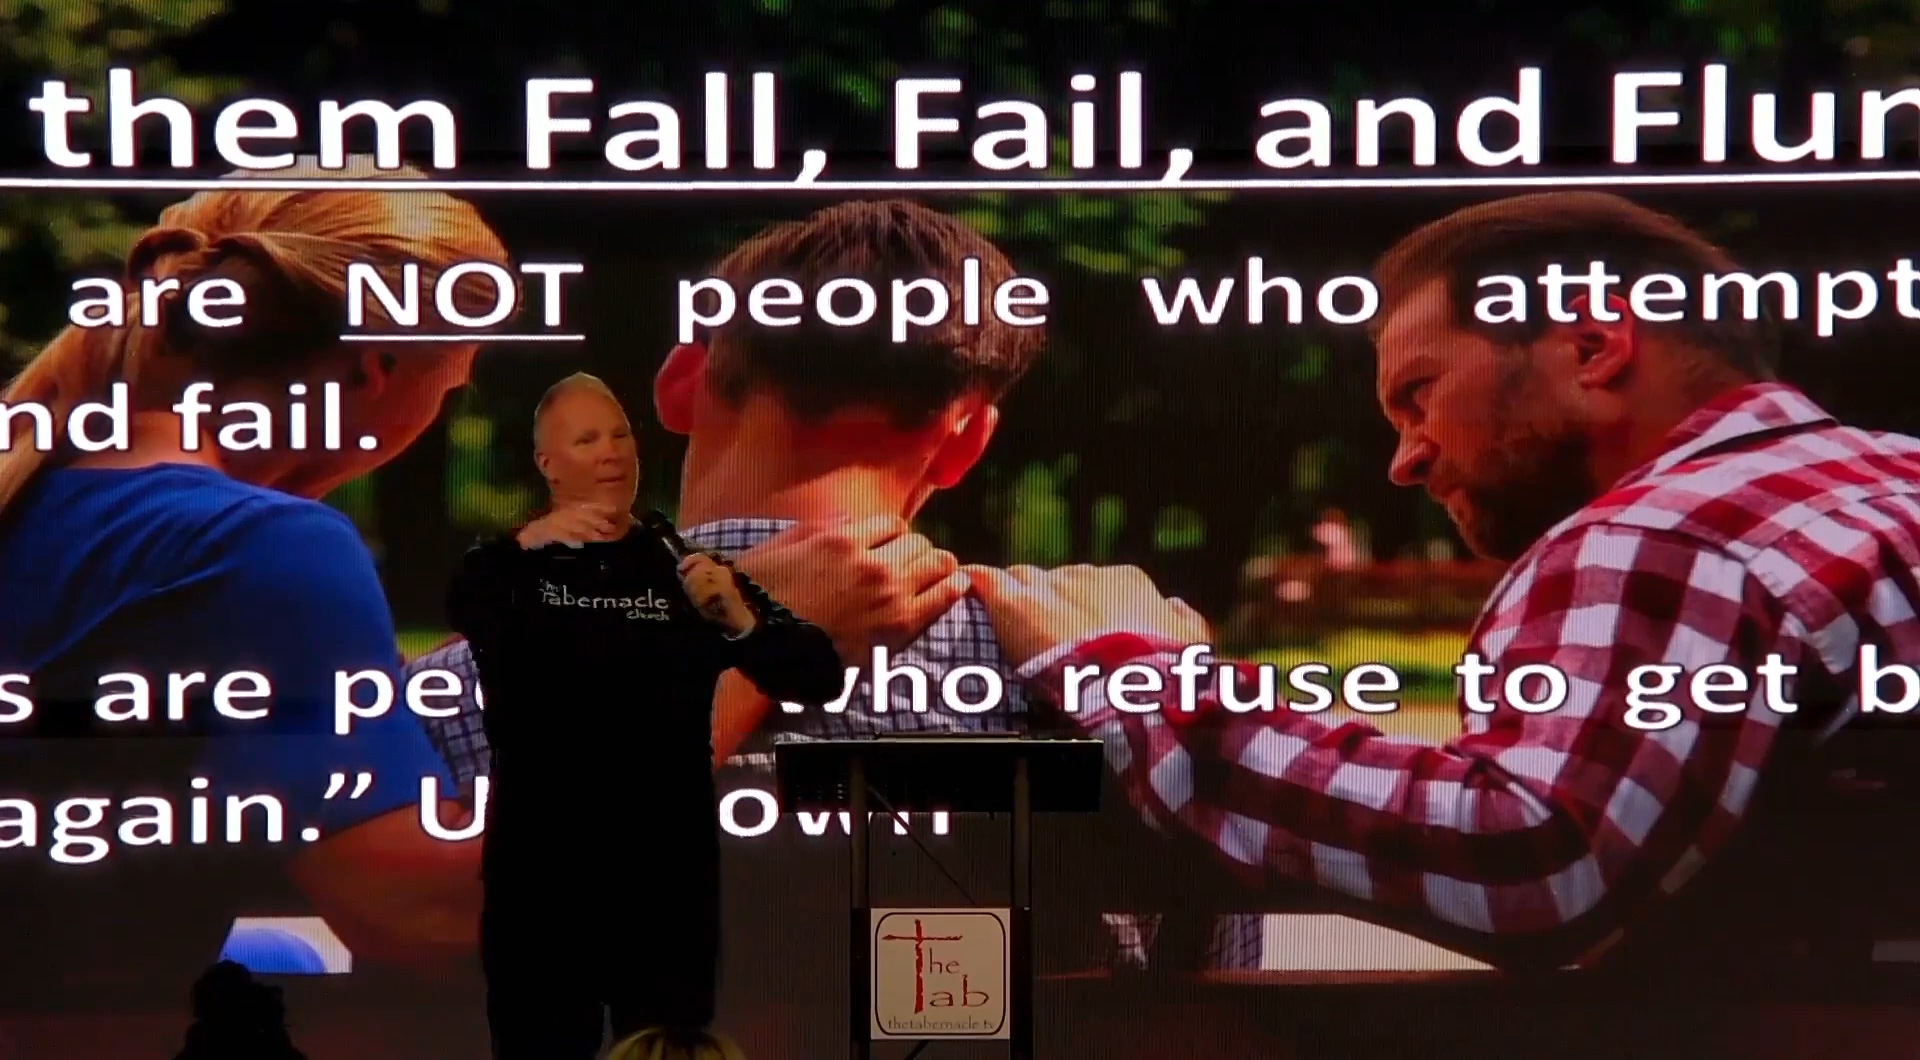 them Fall, Fail, and Flun
are NOT people who attempt
nd fail.
s are pe who refuse to get b
again.” U own
The
Tabernacle
Church
The
Tab
thetabernacle.tv